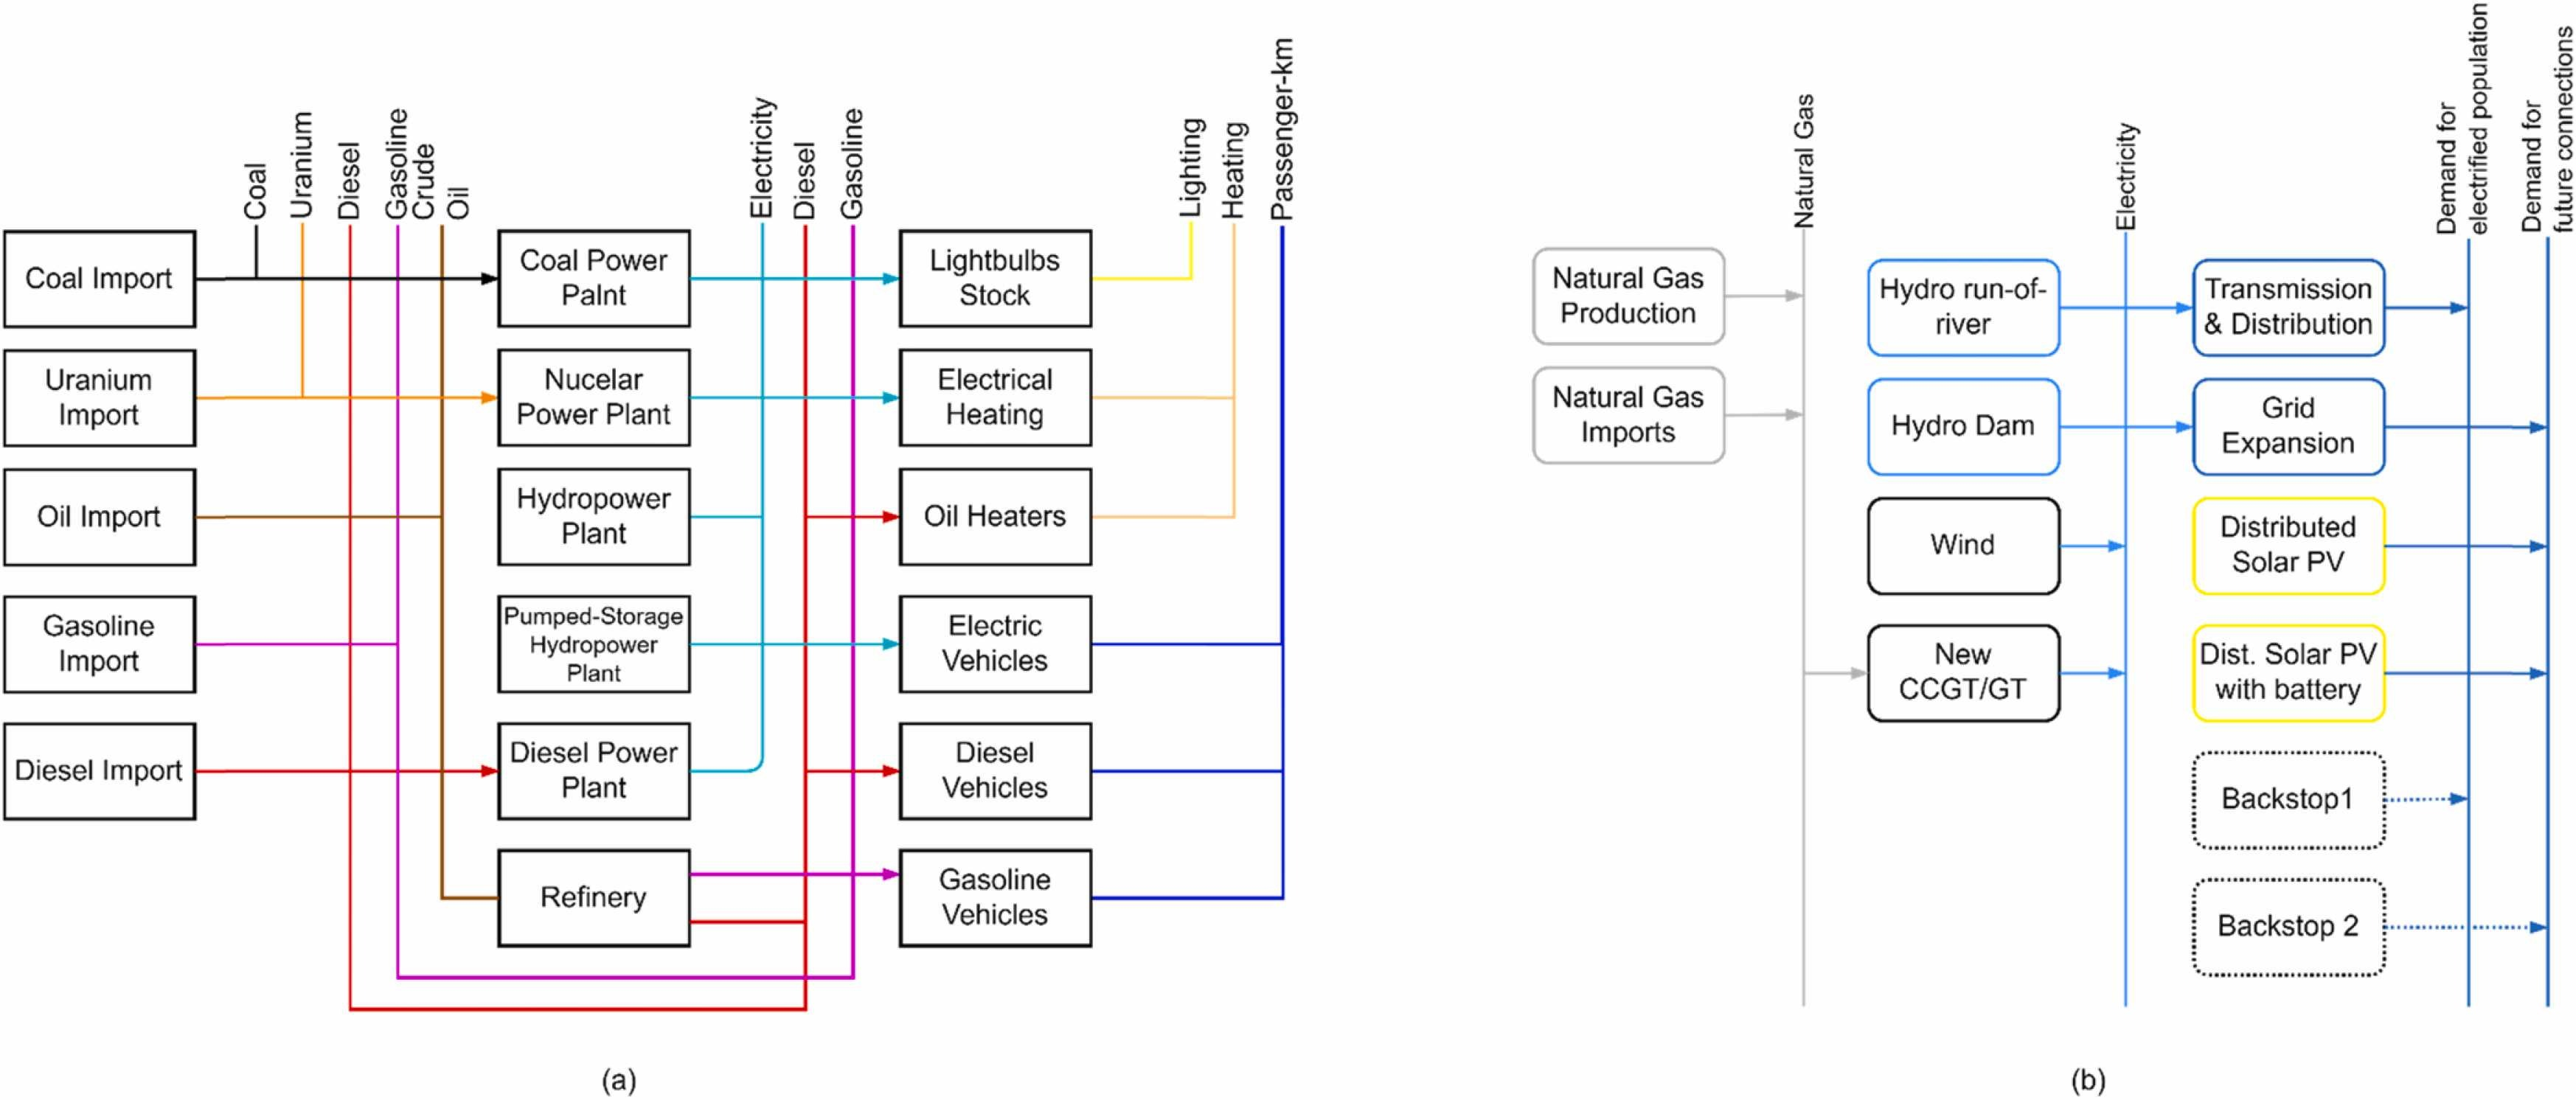 Coal
Uranium
Diesel
Gasoline
Crude
Oil
Electricity
Diesel
Gasoline
Lighting
Heating
Passenger-km
Coal Import
Coal Power
Palnt
Lightbulbs
Stock
Uranium
Import
Nucelar
Power Plant
Electrical
Heating
Oil Import
Hydropower
Plant
Oil Heaters
Gasoline
Import
Pumped-Storage
Hydropower
Plant
Electric
Vehicles
Diesel Import
Diesel Power
Plant
Diesel
Vehicles
Refinery
Gasoline
Vehicles
(a)
Natural Gas
Electricity
Demand for
electrified population
Demand for
future connections
Natural Gas
Production
Hydro run-of-
river
Transmission
& Distribution
Natural Gas
Imports
Hydro Dam
Grid
Expansion
Wind
Distributed
Solar PV
New
CCGT/GT
Dist. Solar PV
with battery
Backstop1
Backstop 2
(b)